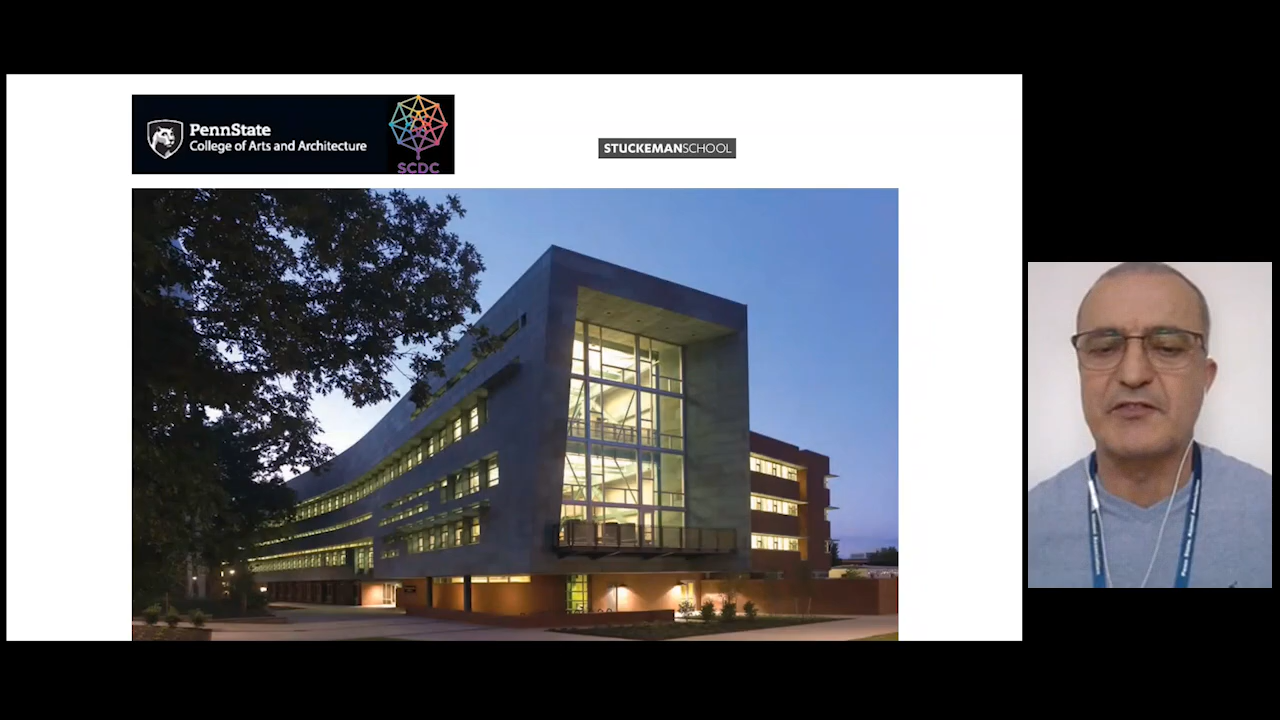 PennState
College of Arts and Architecture
SCDC
STUCKEMANSCHOOL